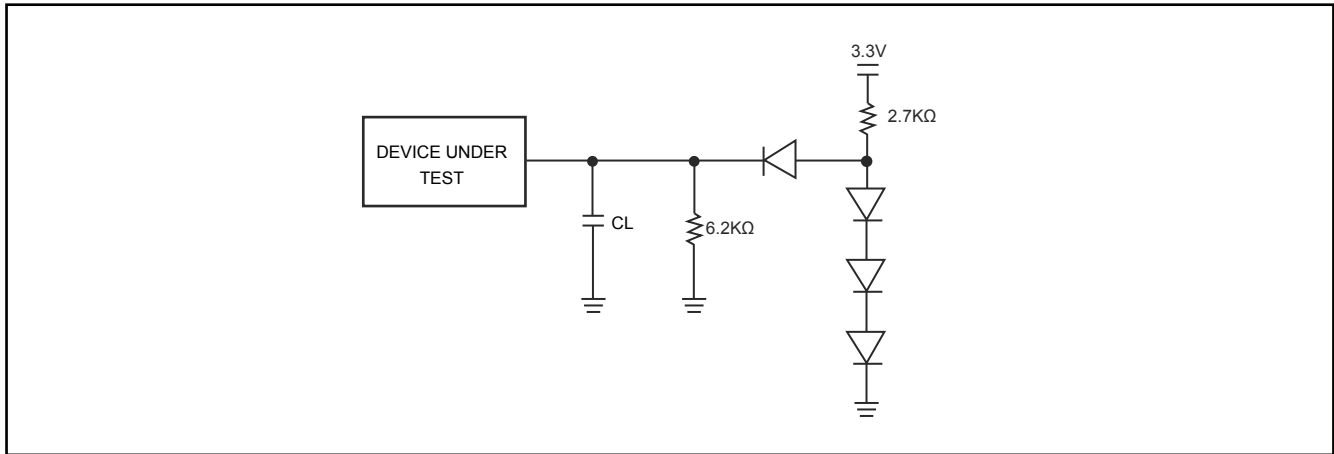 3.3V
2.7KΩ
DEVICE UNDER
TEST
CL
6.2KΩ